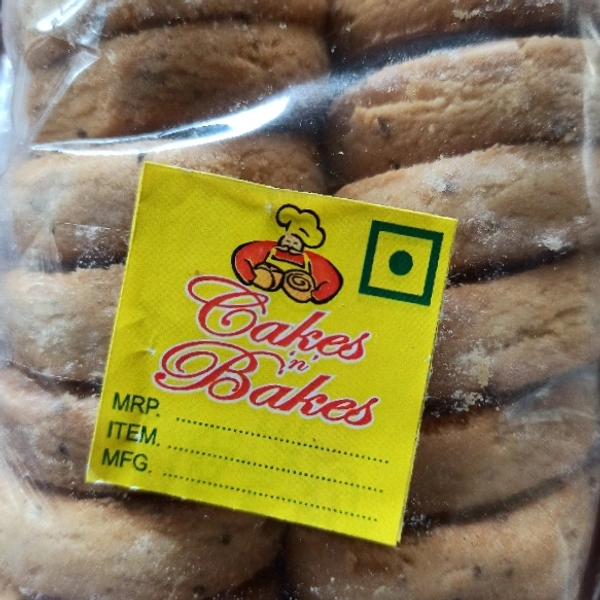 Cakes
'n'
Bakes
MRP. ........................................
ITEM. ........................................
MFG. ........................................